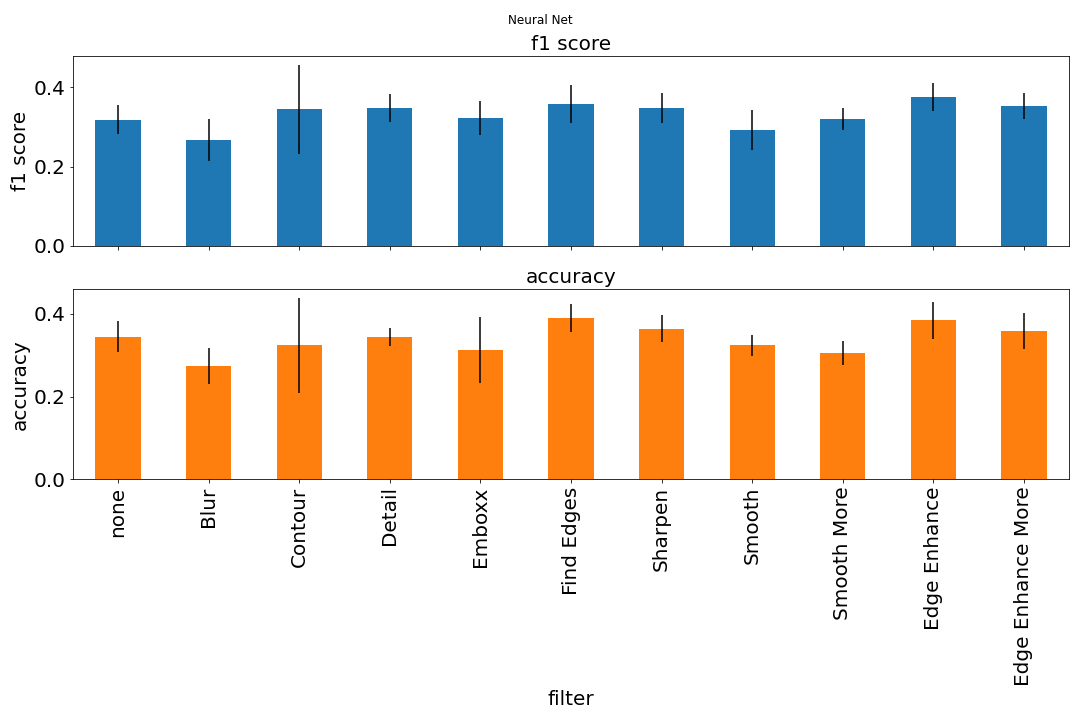 Neural Net
f1 score
f1 score
0.4
0.2
0.0
accuracy
accuracy
0.4
0.2
0.0
none
Blur
Contour
Detail
Emboxx
Find Edges
Sharpen
Smooth
Smooth More
Edge Enhance
Edge Enhance More
filter